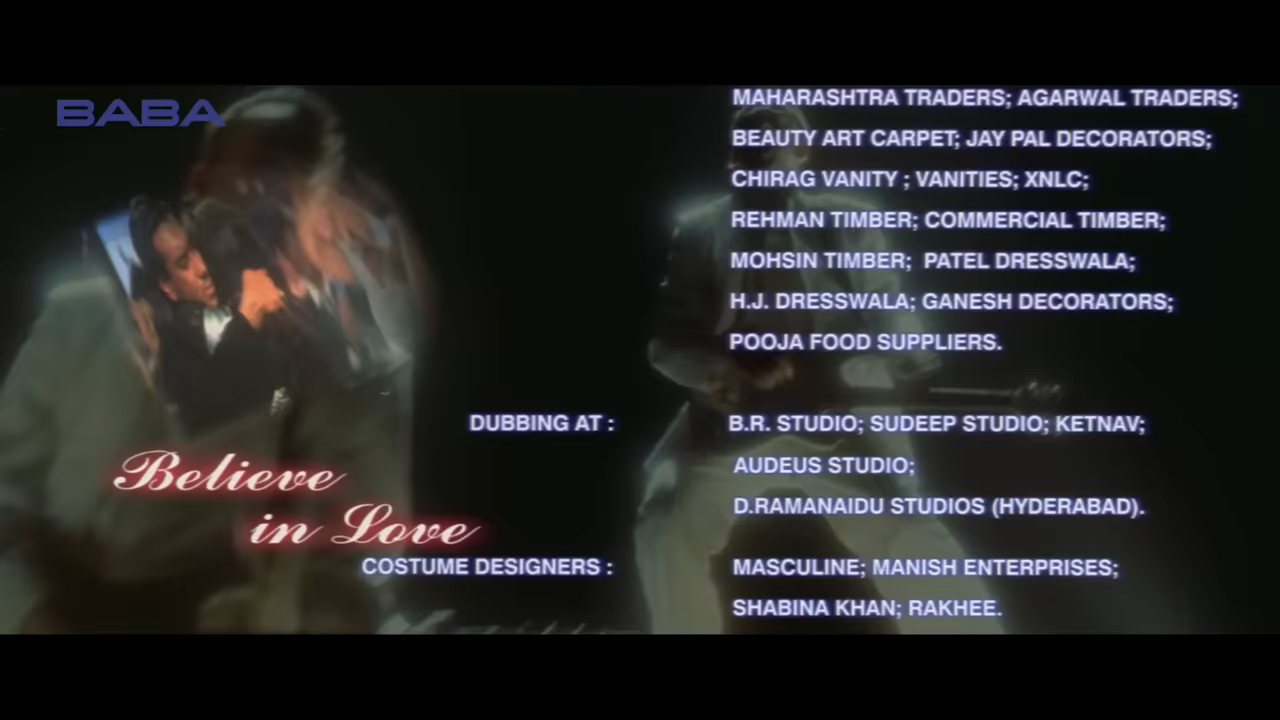 BABA
MAHARASHTRA TRADERS; AGARWAL TRADERS;
BEAUTY ART CARPET; JAY PAL DECORATORS;
CHIRAG VANITY ; VANITIES; XNLC;
REHMAN TIMBER; COMMERCIAL TIMBER;
MOHSIN TIMBER; PATEL DRESSWALA;
H.J. DRESSWALA; GANESH DECORATORS;
POOJA FOOD SUPPLIERS.
DUBBING AT : B.R. STUDIO; SUDEEP STUDIO; KETNAV;
AUDEUS STUDIO;
D.RAMANAIDU STUDIOS (HYDERABAD).
Believe
in Love
COSTUME DESIGNERS : MASCULINE; MANISH ENTERPRISES;
SHABINA KHAN; RAKHEE.